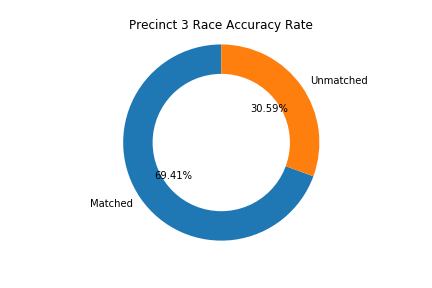 Precinct 3 Race Accuracy Rate
Unmatched
30.59%
69.41%
Matched